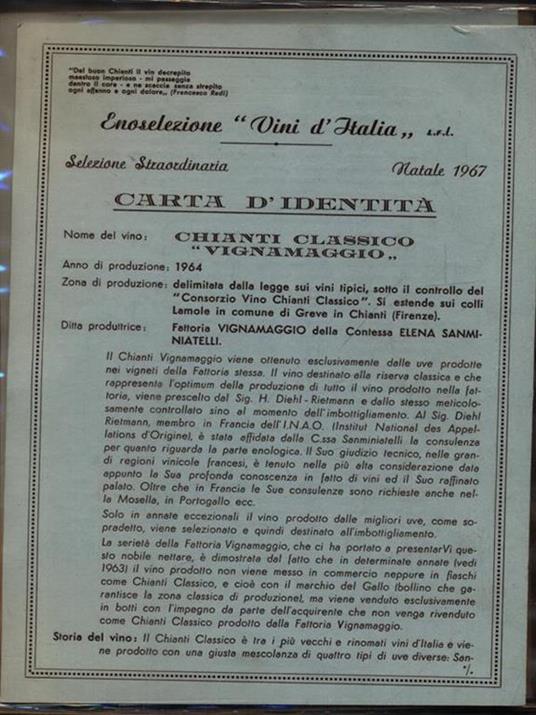 "Del buon Chianti il vin decrepito
maestoso imperioso - mi passeggia
dentro il core - e ne scaccia senza strepito
ogni affanno e ogni dolore„ (Francesco Redi)
Enoselezione "Vini d'Italia„ s.r.l.
Selezione Straordinaria Natale 1967
CARTA D'IDENTITÀ
Nome del vino: CHIANTI CLASSICO
"VIGNAMAGGIO„
Anno di produzione: 1964
Zona di produzione: delimitata dalla legge sui vini tipici, sotto il controllo del
"Consorzio Vino Chianti Classico". Si estende sui colli
Lamole in comune di Greve in Chianti (Firenze).
Ditta produttrice: Fattoria VIGNAMAGGIO della Contessa ELENA SANMI-
NIATELLI.
Il Chianti Vignamaggio viene ottenuto esclusivamente dalle uve prodotte
nei vigneti della Fattoria stessa. Il vino destinato alla riserva classica e che
rappresenta l'optimum della produzione di tutto il vino prodotto nella fat-
toria, viene prescelto dal Sig. H. Diehl - Rietmann e dallo stesso meticolo-
samente controllato sino al momento dell'imbottigliamento. Al Sig. Diehl
Rietmann, membro in Francia dell'I.N.A.O. (Institut National des Appel-
lations d'Origine), è stata affidata dalla C.ssa Sanminiatelli la consulenza
per quanto riguarda la parte enologica. Il Suo giudizio tecnico, nelle gran-
di regioni vinicole francesi, è tenuto nella più alta considerazione data
appunto la Sua profonda conoscenza in fatto di vini ed il Suo raffinato
palato. Oltre che in Francia le Sue consulenze sono richieste anche nel-
la Mosella, in Portogallo ecc.
Solo in annate eccezionali il vino prodotto dalle migliori uve, come so-
pradetto, viene selezionato e quindi destinato all'imbottigliamento.
La serietà della Fattoria Vignamaggio, che ci ha portato a presentarVi que-
sto nobile nettare, è dimostrata dal fatto che in determinate annate (vedi
1963) il vino prodotto non viene messo in commercio neppure in fiaschi
come Chianti Classico, e cioè con il marchio del Gallo (bollino che ga-
rantisce la zona classica di produzione), ma viene venduto esclusivamente
in botti con l'impegno da parte dell'acquirente che non venga rivenduto
come Chianti Classico prodotto dalla Fattoria Vignamaggio.
Storia del vino: Il Chianti Classico è tra i più vecchi e rinomati vini d'Italia e vie-
ne prodotto con una giusta mescolanza di quattro tipi di uve diverse: San-
%.